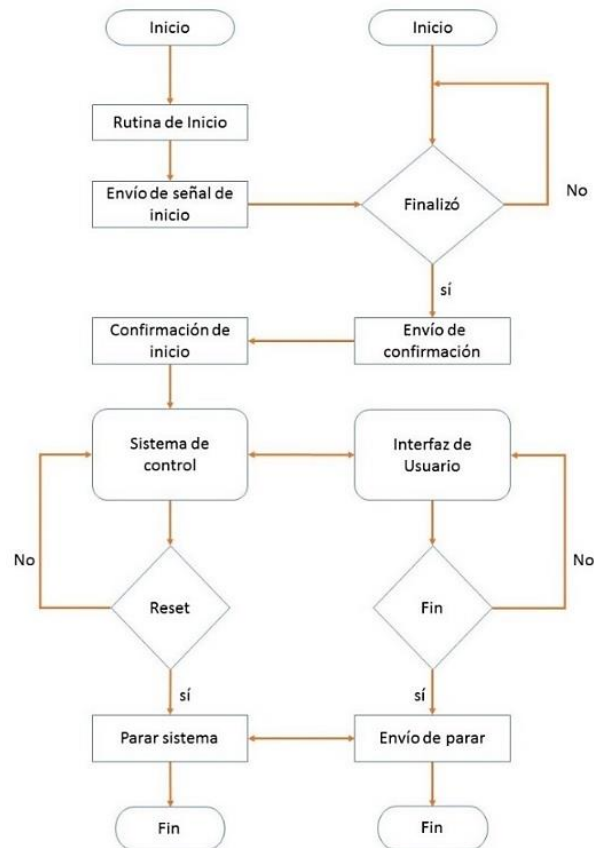 Inicio
Inicio
Rutina de Inicio
Envío de señal de
inicio
Finalizó
No
sí
Confirmación de
inicio
Envío de
confirmación
Sistema de
control
Interfaz de
Usuario
No
No
Reset
Fin
sí
sí
Parar sistema
Envío de parar
Fin
Fin